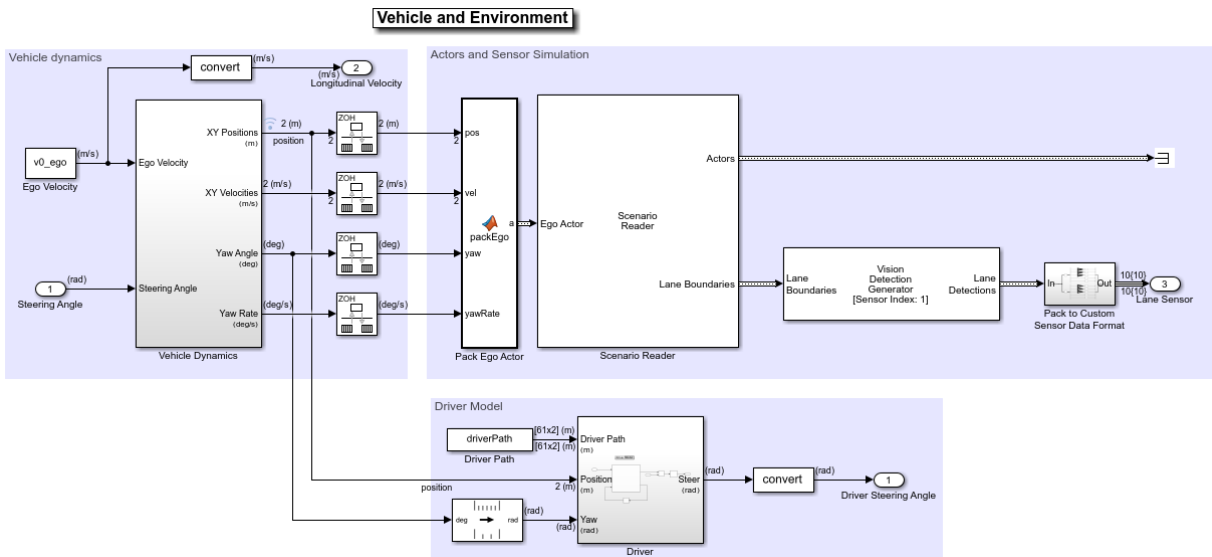 Vehicle and Environment
Vehicle dynamics
convert
(m/s)
(m/s)
2
Longitudinal Velocity
v0_ego
(m/s)
Ego Velocity
1
(rad)
Steering Angle
Ego Velocity
Steering Angle
XY Positions
(m)
XY Velocities
(m/s)
Yaw Angle
(deg)
Yaw Rate
(deg/s)
Vehicle Dynamics
2 (m)
position
2
ZOH
2 (m)
2
2 (m/s)
2
ZOH
2 (m/s)
2
(deg)
ZOH
(deg)
(deg/s)
ZOH
(deg/s)
Actors and Sensor Simulation
pos
vel
yaw
yawRate
packEgo
a
Pack Ego Actor
Ego Actor
Scenario
Reader
Actors
Lane Boundaries
Scenario Reader
Lane
Boundaries
Vision
Detection
Generator
[Sensor Index: 1]
Lane
Detections
In
Out
Pack to Custom
Sensor Data Format
10{10}
10{10}
3
Lane Sensor
Driver Model
driverPath
Driver Path
[61x2] (m)
[61x2] (m)
position
2 (m)
deg
rad
(rad)
(rad)
Driver Path
(m)
Position
(m)
Yaw
(rad)
Steer
(rad)
Driver
(rad)
convert
(rad)
1
Driver Steering Angle